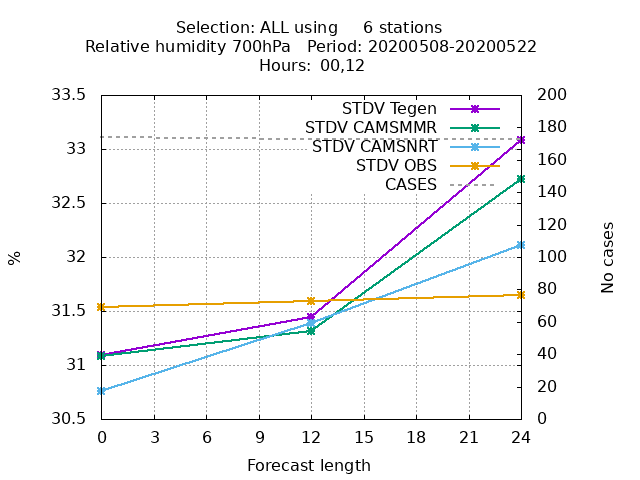 Selection: ALL using     6 stations
Relative humidity 700hPa   Period: 20200508-20200522
Hours: 00,12
33.5
33
32.5
32
31.5
31
30.5
%
STDV Tegen
STDV CAMSMMR
STDV CAMSNRT
STDV OBS
CASES
200
180
160
140
120
100
80
60
40
20
0
No cases
0 3 6 9 12 15 18 21 24
Forecast length